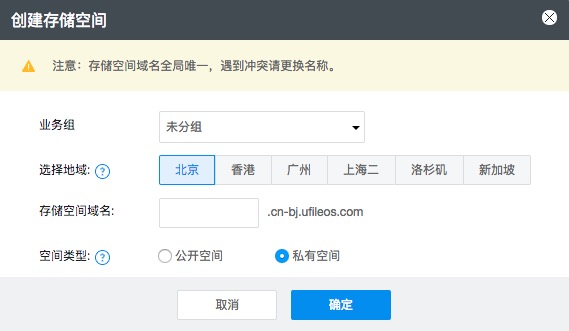 创建存储空间
注意：存储空间域名全局唯一，遇到冲突请更换名称。
业务组 未分组
选择地域: ? 北京 香港 广州 上海二 洛杉矶 新加坡
存储空间域名: .cn-bj.ufileos.com
空间类型: ? 公开空间 私有空间
取消 确定